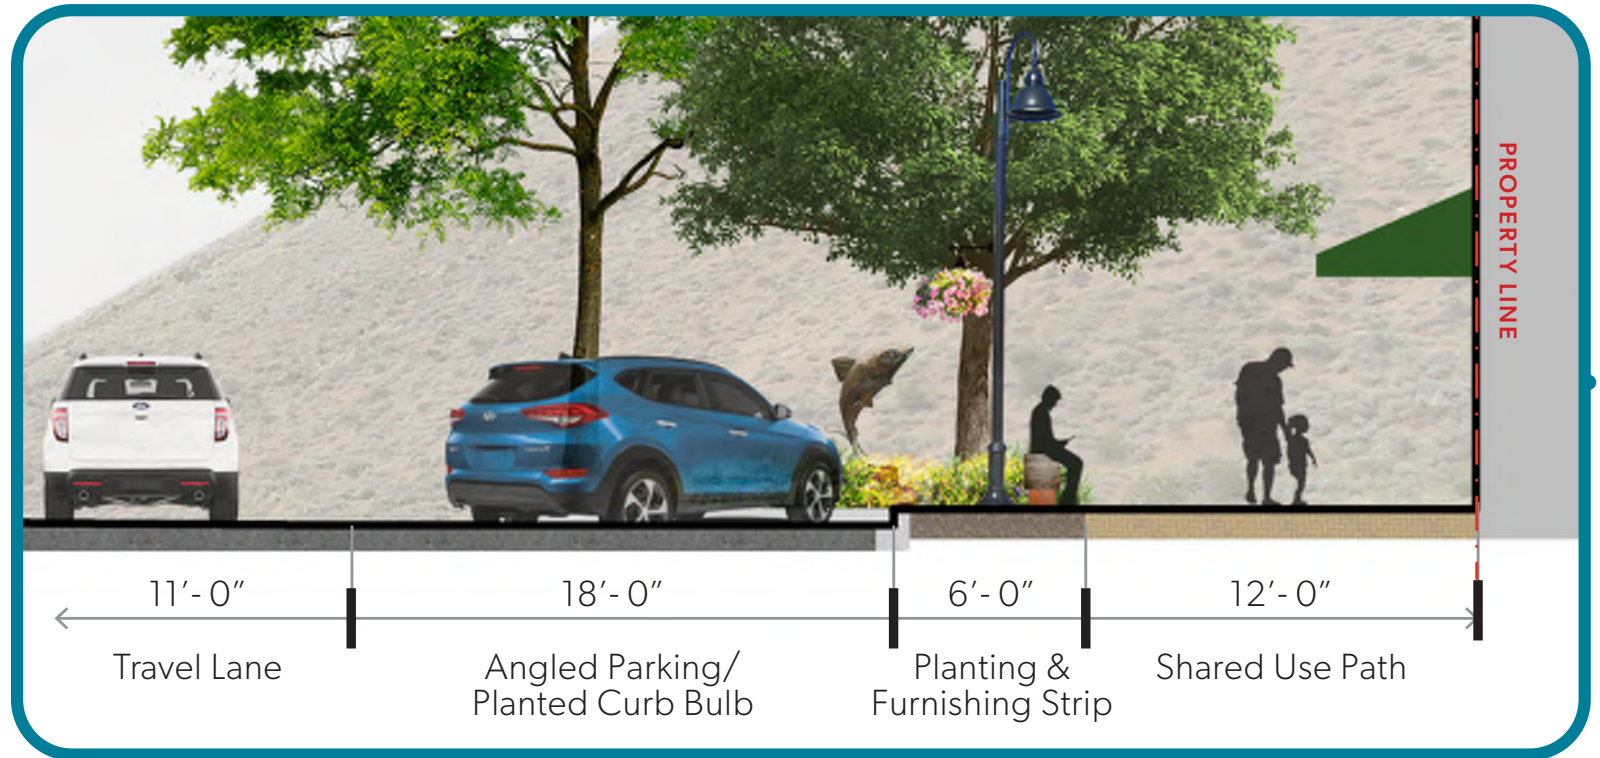 PROPERTY LINE
11’-0”
18’-0”
6’-0”
12’-0”
Travel Lane
Angled Parking/
Planted Curb Bulb
Planting &
Furnishing Strip
Shared Use Path